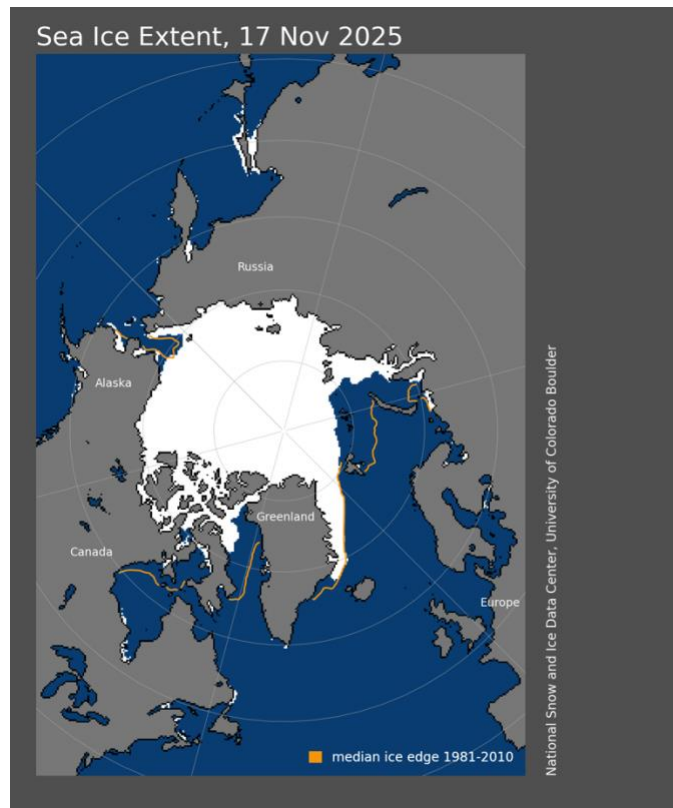 Sea Ice Extent, 17 Nov 2025
Russia
Alaska
Greenland
Canada
Europe
median ice edge 1981-2010
National Snow and Ice Data Center, University of Colorado Boulder